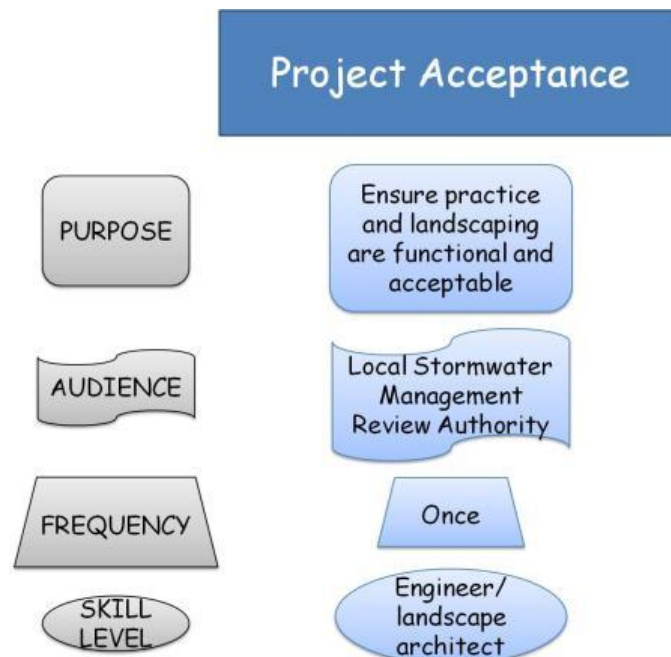 Project Acceptance
PURPOSE
Ensure practice
and landscaping
are functional and
acceptable
AUDIENCE
Local Stormwater
Management
Review Authority
FREQUENCY
Once
SKILL
LEVEL
Engineer/
landscape
architect